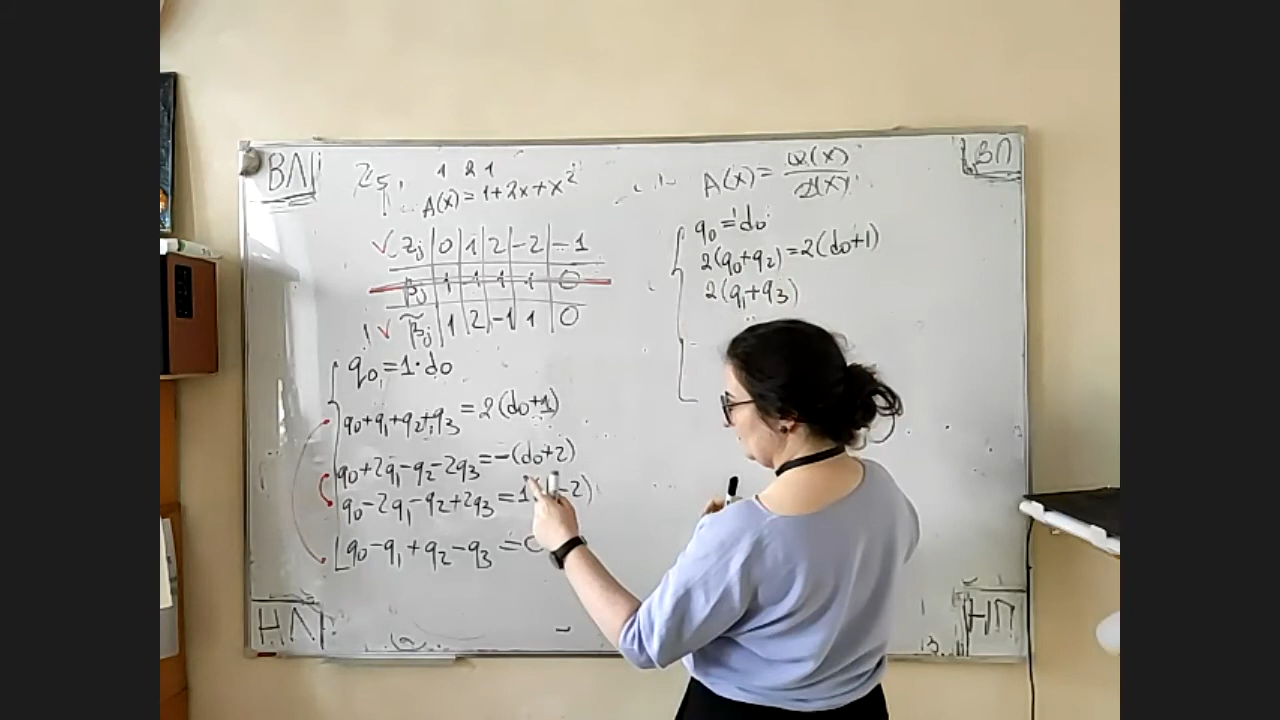 ВЛ
Z₅.
1 2 1
A(x)=1+2x+x²
✓ zⱼ | 0 | 1 | 2 | -2 | -1
βⱼ | 1 | -1 | -1 | 1 | 0
! ✓ β̃ⱼ | 1 | 2 | -1 | 1 | 0
q₀=1·d₀
q₀+q₁+q₂+q₃=2(d₀+1)
q₀+2q₁-q₂-2q₃=-(d₀+2)
q₀-2q₁-q₂+2q₃=1
-2)
q₀-q₁+q₂-q₃=0
НЛ
ВП
A(x)=
q₀=d₀
2(q₀+q₂)=2(d₀+1)
2(q₁+q₃)
НП